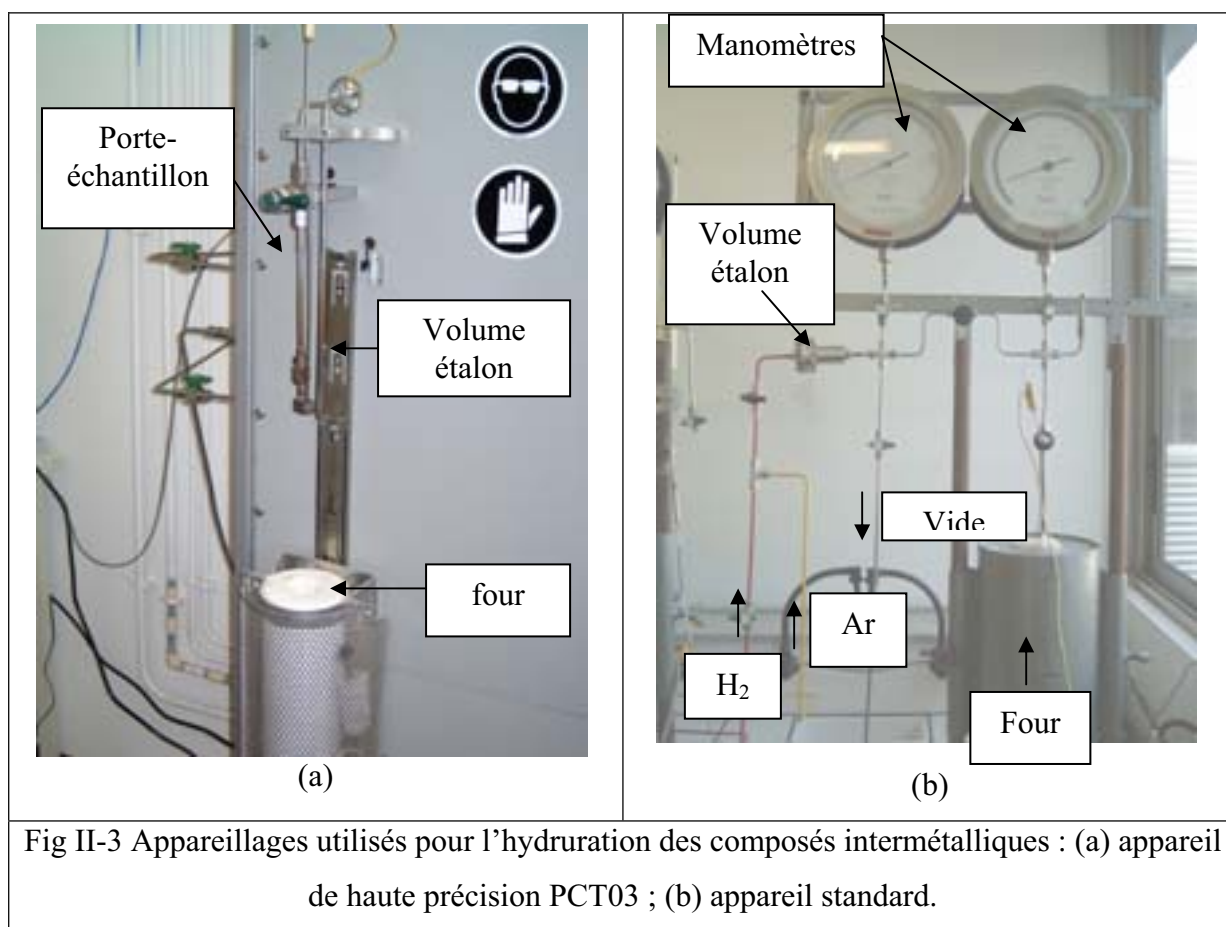 Porte-
échantillon
Volume
étalon
four
(a)
Manomètres
Volume
étalon
Vide
Ar
H₂
Four
(b)
Fig II-3 Appareillages utilisés pour l’hydruration des composés intermétalliques : (a) appareil
de haute précision PCT03 ; (b) appareil standard.